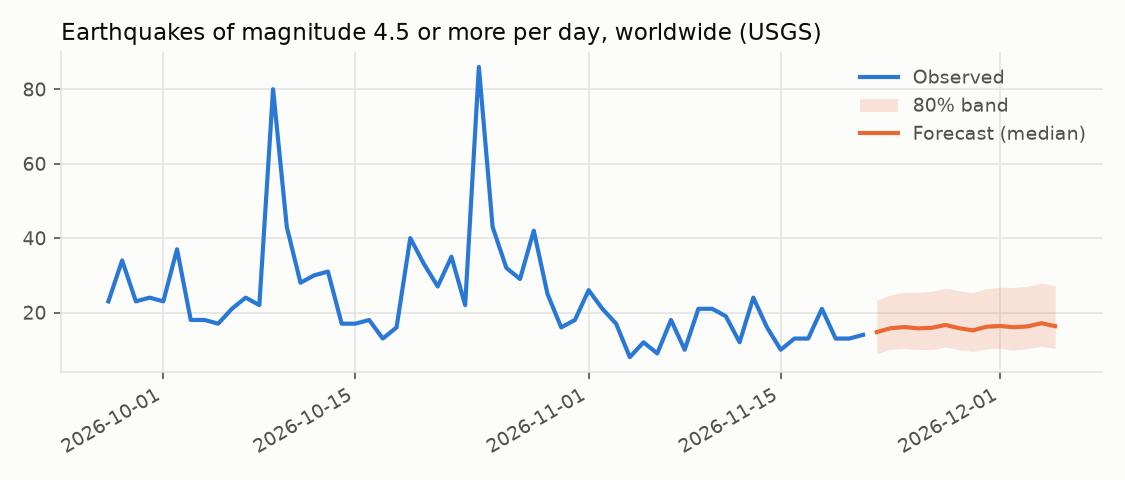 Earthquakes of magnitude 4.5 or more per day, worldwide (USGS)
Observed
80% band
Forecast (median)
80
60
40
20
2026-10-01
2026-10-15
2026-11-01
2026-11-15
2026-12-01